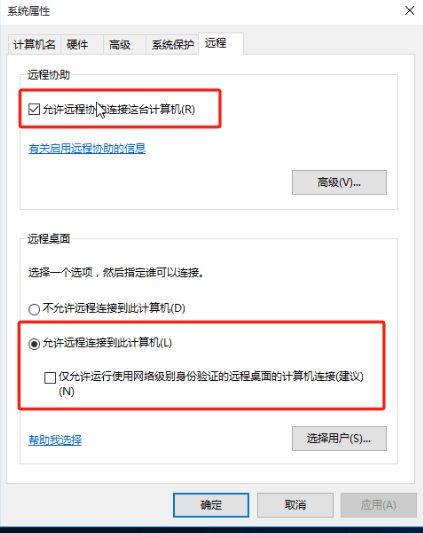 系统属性
计算机名 硬件 高级 系统保护 远程
远程协助
允许远程协 连接这台计算机(R)
有关启用远程协助的信息
高级(V)...
远程桌面
选择一个选项，然后指定谁可以连接。
不允许远程连接到此计算机(D)
允许远程连接到此计算机(L)
仅允许运行使用网络级别身份验证的远程桌面的计算机连接(建议)
(N)
帮助我选择
选择用户(S)...
确定 取消 应用(A)